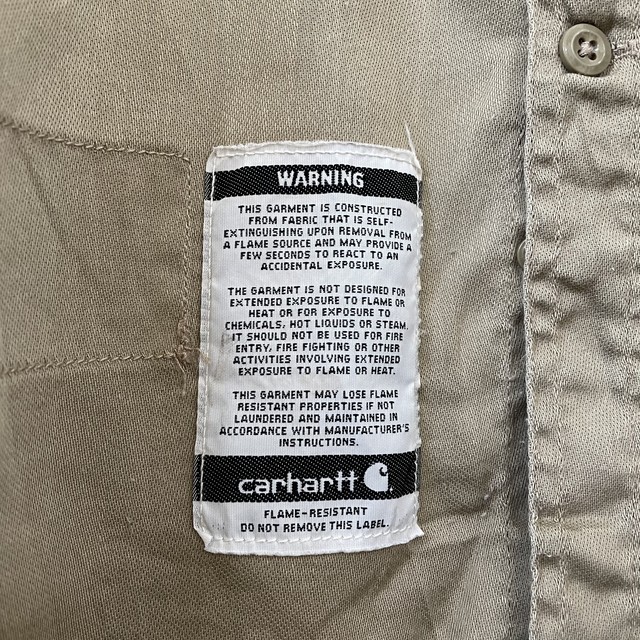 WARNING
THIS GARMENT IS CONSTRUCTED
FROM FABRIC THAT IS SELF-
EXTINGUISHING UPON REMOVAL FROM
A FLAME SOURCE AND MAY PROVIDE A
FEW SECONDS TO REACT TO AN
ACCIDENTAL EXPOSURE.
THE GARMENT IS NOT DESIGNED FOR
EXTENDED EXPOSURE TO FLAME OR
HEAT OR FOR EXPOSURE TO
CHEMICALS, HOT LIQUIDS OR STEAM.
IT SHOULD NOT BE USED FOR FIRE
ENTRY, FIRE FIGHTING OR OTHER
ACTIVITIES INVOLVING EXTENDED
EXPOSURE TO FLAME OR HEAT.
THIS GARMENT MAY LOSE FLAME
RESISTANT PROPERTIES IF NOT
LAUNDERED AND MAINTAINED IN
ACCORDANCE WITH MANUFACTURER'S
INSTRUCTIONS.
carhartt
FLAME-RESISTANT
DO NOT REMOVE THIS LABEL.